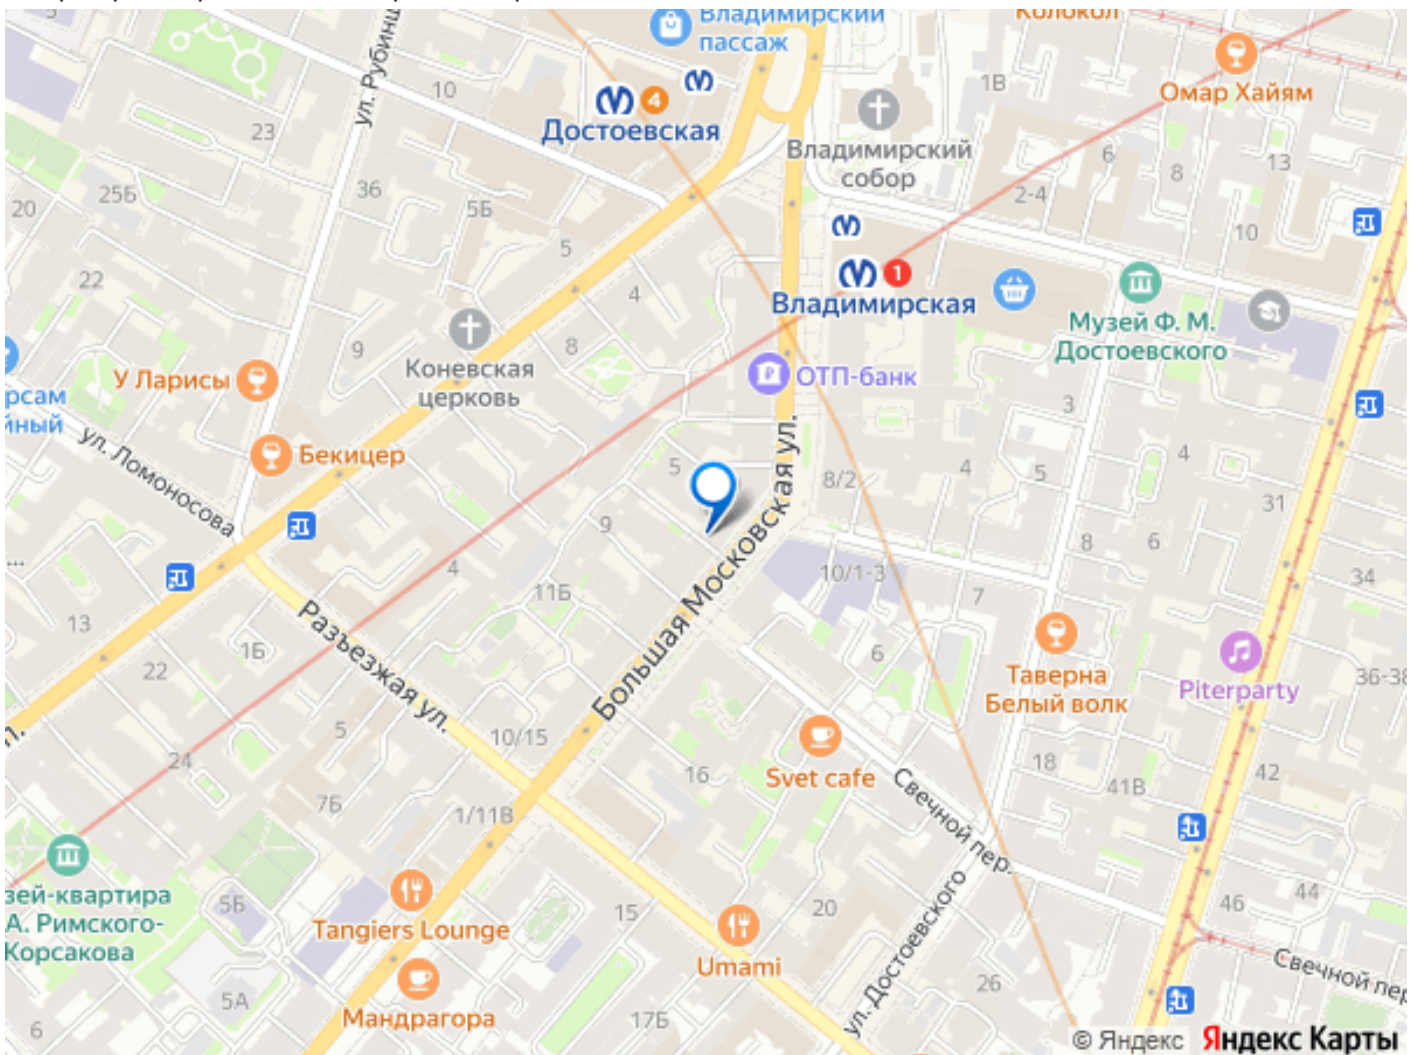 Владимирский
пассаж
Колокол
Омар Хайям
ул. Рубинш
10
1В
4
Достоевская
23
Владимирский
собор
6
8
13
2-4
25Б
36
5Б
20
5
10
22
4
1
Владимирская
Музей Ф. М.
Достоевского
Коневская
церковь
9
8
У Ларисы
ОТП-банк
рсам
йный
3
ул. Ломоносова
Бекицер
5
8/2
4
5
4
31
Большая Московская ул.
9
8
6
4
11Б
10/1-3
7
34
13
Разъезжая ул.
1Б
22
6
Таверна
Белый волк
Piterparty
36-38
п.
5
10/15
24
16
Svet cafe
Свечной пер.
18
41В
42
7Б
1/11В
зей-квартира
А. Римского-
Корсакова
5Б
Tangiers Lounge
15
20
46
44
Umami
ул. Достоевского
26
Свечной пер
5А
Мандрагора
17Б
6
© Яндекс Яндекс Карты